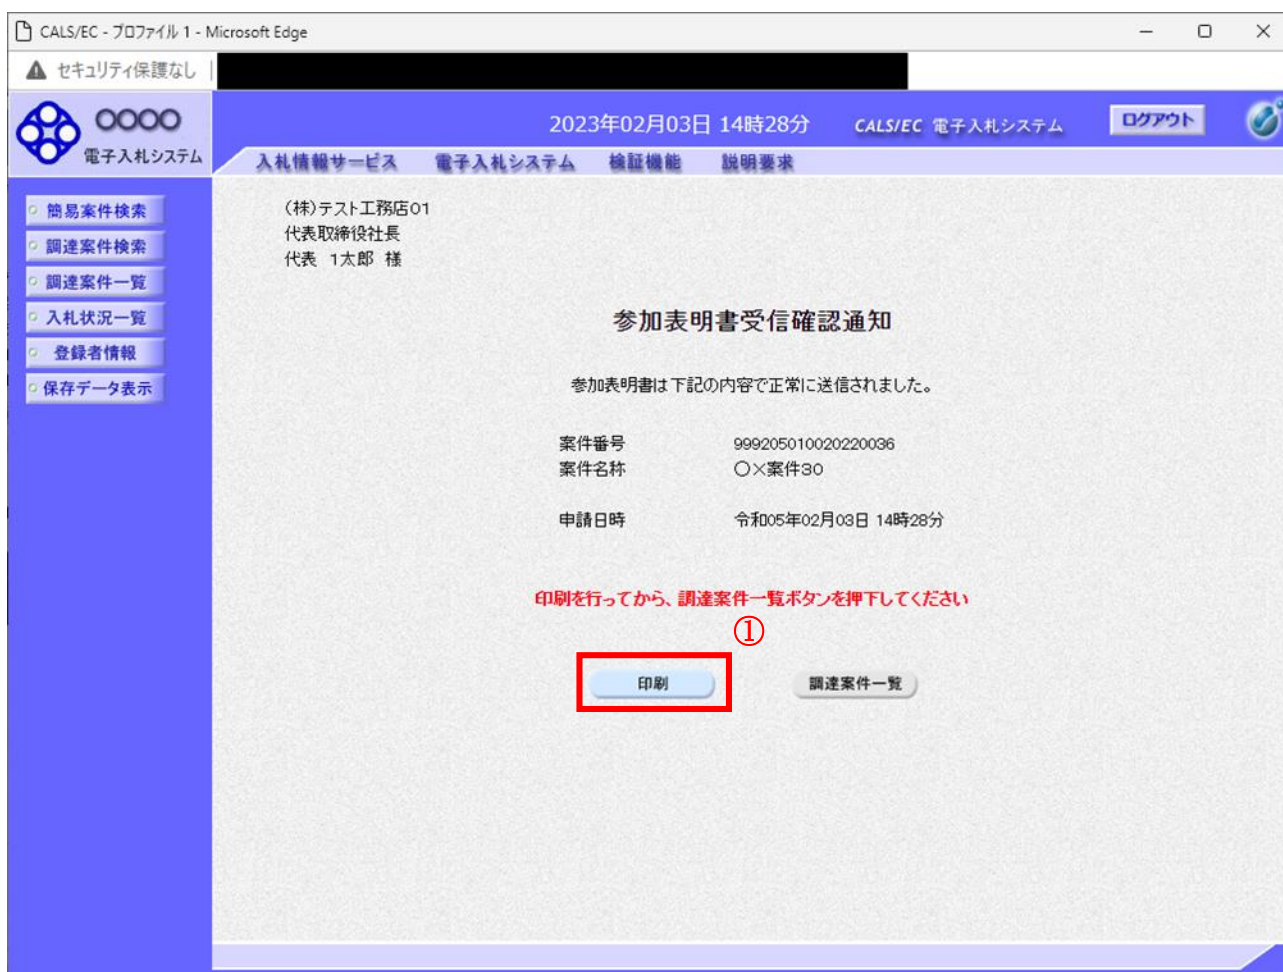 CALS/EC - プロファイル 1 - Microsoft Edge
セキュリティ保護なし
〇〇〇〇
電子入札システム
2023年02月03日 14時28分
CALS/EC 電子入札システム
ログアウト
入札情報サービス 電子入札システム 検証機能 説明要求
簡易案件検索
調達案件検索
調達案件一覧
入札状況一覧
登録者情報
保存データ表示
(株)テスト工務店01
代表取締役社長
代表 1太郎 様
参加表明書受信確認通知
参加表明書は下記の内容で正常に送信されました。
案件番号 999205010020220036
案件名称 〇×案件30
申請日時 令和05年02月03日 14時28分
印刷を行ってから、調達案件一覧ボタンを押下してください
①
印刷 調達案件一覧